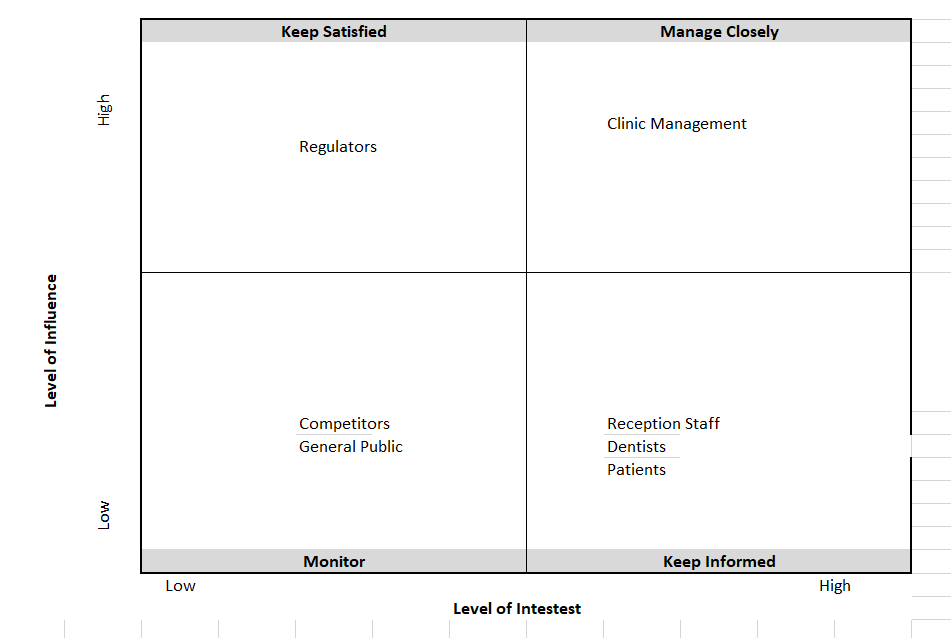 Keep Satisfied
Manage Closely
High
Clinic Management
Regulators
Level of Influence
Competitors
Reception Staff
General Public
Dentists
Patients
Low
Monitor
Keep Informed
Low
High
Level of Intestest